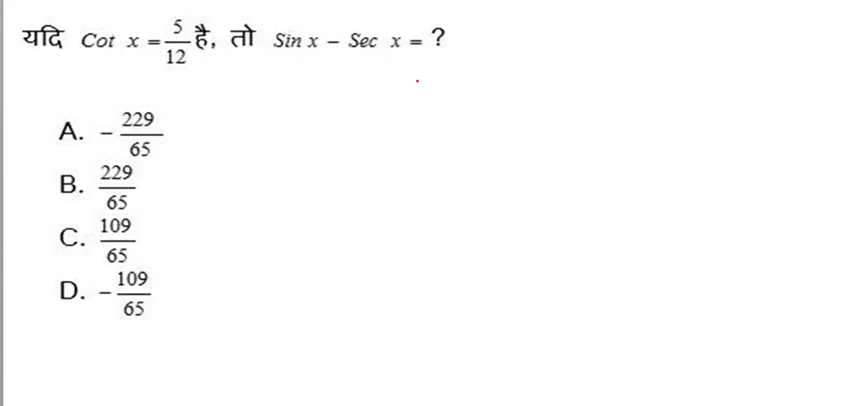 यदि Cot x = 5/12 है, तो Sin x – Sec x = ?
A. – 229/65
B. 229/65
C. 109/65
D. – 109/65